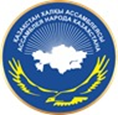 ҚАЗАҚСТАН ХАЛҚЫ АССАМБЛЕЯСЫ
АССАМБЛЕЯ НАРОДА КАЗАХСТАНА